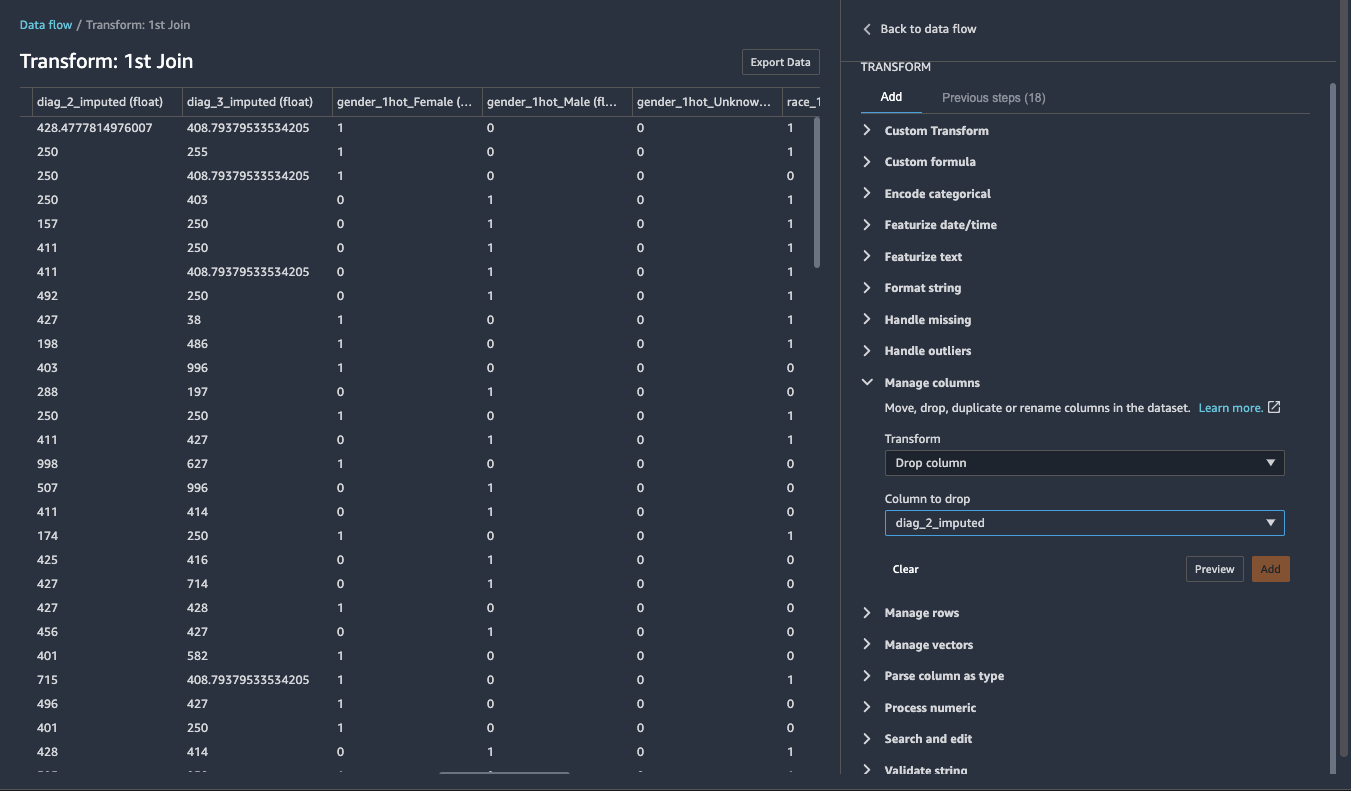 Data flow / Transform: 1st Join
Transform: 1st Join
Export Data
diag_2_imputed (float) diag_3_imputed (float) gender_1hot_Female (... gender_1hot_Male (fl... gender_1hot_Unknow... race_1
428.4777814976007 408.79379533534205 1 0 0 1
250 255 1 0 0 1
250 408.79379533534205 1 0 0 0
250 403 0 1 0 1
157 250 0 1 0 1
411 250 0 1 0 1
411 408.79379533534205 0 1 0 1
492 250 0 1 0 1
427 38 1 0 0 1
198 486 1 0 0 1
403 996 1 0 0 0
288 197 0 1 0 0
250 250 1 0 0 1
411 427 0 1 0 1
998 627 1 0 0 0
507 996 0 1 0 0
411 414 0 1 0 0
174 250 1 0 0 1
425 416 0 1 0 0
427 714 0 1 0 0
427 428 1 0 0 0
456 427 0 1 0 0
401 582 1 0 0 0
715 408.79379533534205 1 0 0 1
496 427 1 0 0 0
401 250 1 0 0 0
428 414 0 1 0 1
Back to data flow
TRANSFORM
Add Previous steps (18)
Custom Transform
Custom formula
Encode categorical
Featurize date/time
Featurize text
Format string
Handle missing
Handle outliers
Manage columns
Move, drop, duplicate or rename columns in the dataset. Learn more.
Transform
Drop column
Column to drop
diag_2_imputed
Clear Preview Add
Manage rows
Manage vectors
Parse column as type
Process numeric
Search and edit
Validate string